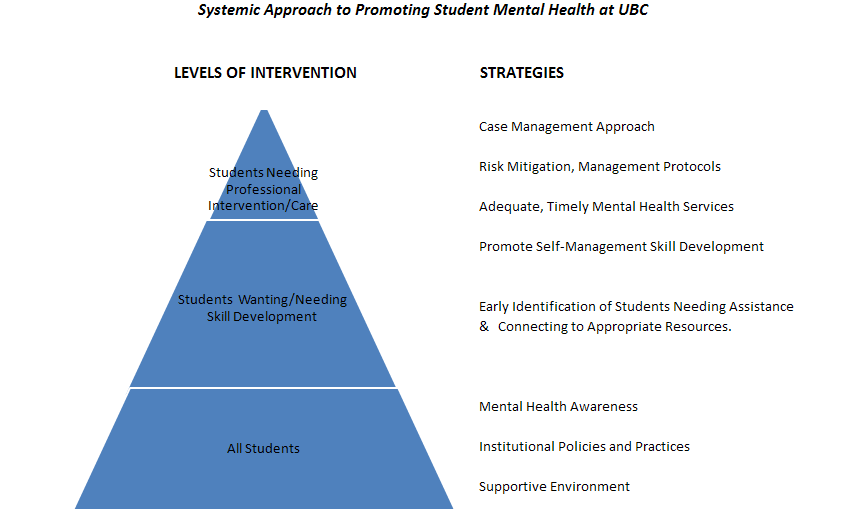 Systemic Approach to Promoting Student Mental Health at UBC
LEVELS OF INTERVENTION
STRATEGIES
Students Needing
Professional
Intervention/Care
Students Wanting/Needing
Skill Development
All Students
Case Management Approach
Risk Mitigation, Management Protocols
Adequate, Timely Mental Health Services
Promote Self-Management Skill Development
Early Identification of Students Needing Assistance
& Connecting to Appropriate Resources.
Mental Health Awareness
Institutional Policies and Practices
Supportive Environment